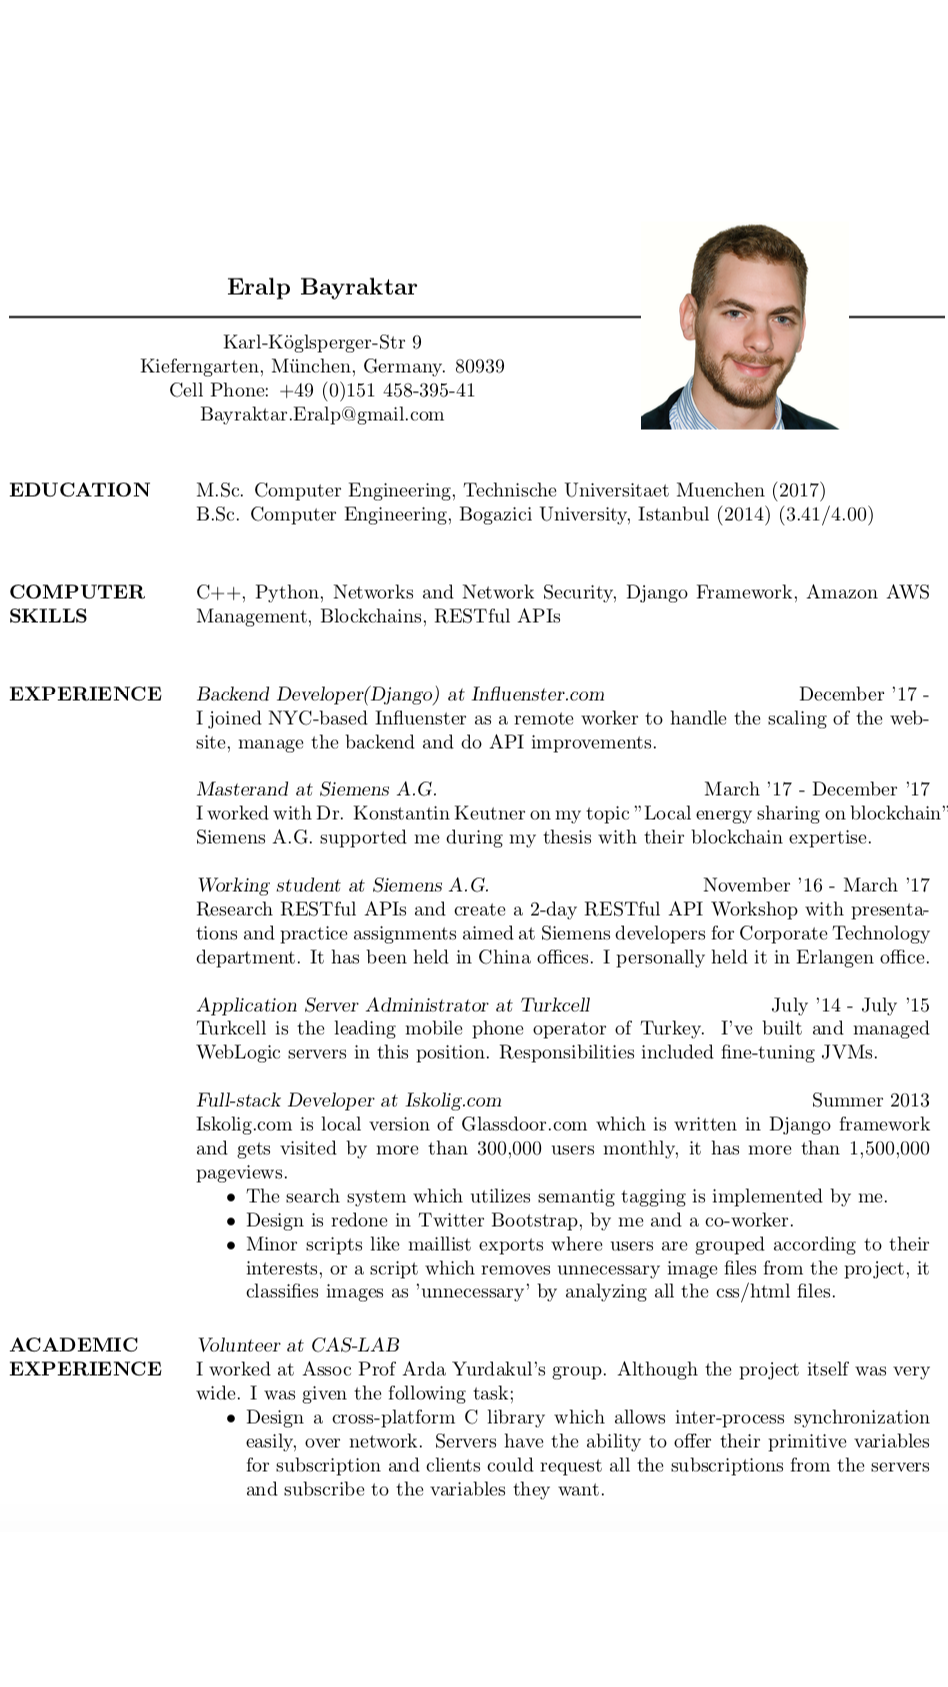 Eralp Bayraktar
Karl-Köglsperger-Str 9
Kieferngarten, München, Germany. 80939
Cell Phone: +49 (0)151 458-395-41
Bayraktar.Eralp@gmail.com
EDUCATION
M.Sc. Computer Engineering, Technische Universitaet Muenchen (2017)
B.Sc. Computer Engineering, Bogazici University, Istanbul (2014) (3.41/4.00)
COMPUTER
SKILLS
C++, Python, Networks and Network Security, Django Framework, Amazon AWS
Management, Blockchains, RESTful APIs
EXPERIENCE
Backend Developer(Django) at Influenster.com December '17 -
I joined NYC-based Influenster as a remote worker to handle the scaling of the web-
site, manage the backend and do API improvements.
Masterand at Siemens A.G. March '17 - December '17
I worked with Dr. Konstantin Keutner on my topic "Local energy sharing on blockchain"
Siemens A.G. supported me during my thesis with their blockchain expertise.
Working student at Siemens A.G. November '16 - March '17
Research RESTful APIs and create a 2-day RESTful API Workshop with presenta-
tions and practice assignments aimed at Siemens developers for Corporate Technology
department. It has been held in China offices. I personally held it in Erlangen office.
Application Server Administrator at Turkcell July '14 - July '15
Turkcell is the leading mobile phone operator of Turkey. I've built and managed
WebLogic servers in this position. Responsibilities included fine-tuning JVMs.
Full-stack Developer at Iskolig.com Summer 2013
Iskolig.com is local version of Glassdoor.com which is written in Django framework
and gets visited by more than 300,000 users monthly, it has more than 1,500,000
pageviews.
• The search system which utilizes semantig tagging is implemented by me.
• Design is redone in Twitter Bootstrap, by me and a co-worker.
• Minor scripts like maillist exports where users are grouped according to their
interests, or a script which removes unnecessary image files from the project, it
classifies images as 'unnecessary' by analyzing all the css/html files.
ACADEMIC
EXPERIENCE
Volunteer at CAS-LAB
I worked at Assoc Prof Arda Yurdakul's group. Although the project itself was very
wide. I was given the following task;
• Design a cross-platform C library which allows inter-process synchronization
easily, over network. Servers have the ability to offer their primitive variables
for subscription and clients could request all the subscriptions from the servers
and subscribe to the variables they want.